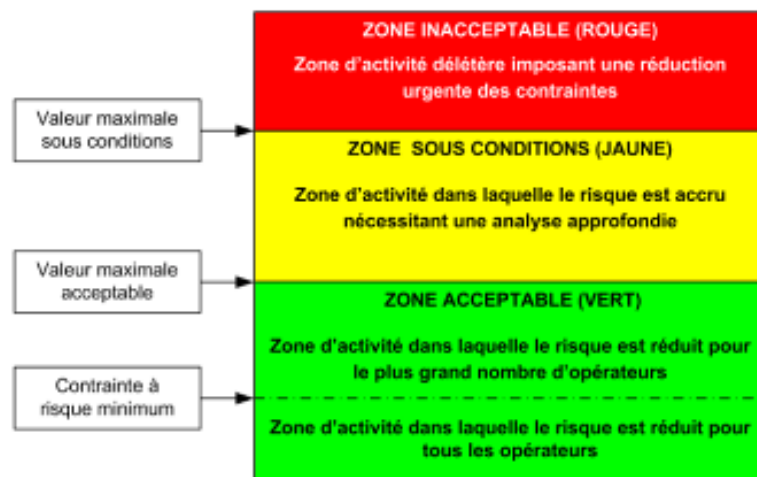 ZONE INACCEPTABLE (ROUGE)
Zone d'activité délétère imposant une réduction
urgente des contraintes
Valeur maximale
sous conditions
ZONE SOUS CONDITIONS (JAUNE)
Zone d'activité dans laquelle le risque est accru
nécessitant une analyse approfondie
Valeur maximale
acceptable
ZONE ACCEPTABLE (VERT)
Zone d'activité dans laquelle le risque est réduit pour
le plus grand nombre d'opérateurs
Contrainte à
risque minimum
Zone d'activité dans laquelle le risque est réduit pour
tous les opérateurs